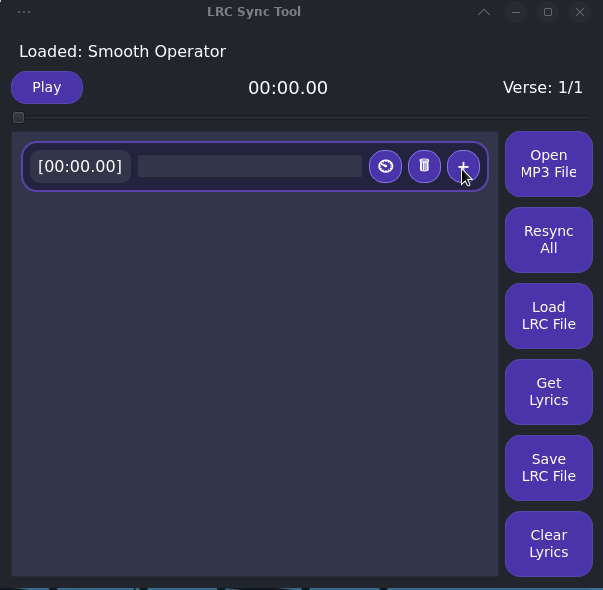 LRC Sync Tool
Loaded: Smooth Operator
Play
00:00.00
Verse: 1/1
[00:00.00]
+
Open
MP3 File
Resync
All
Load
LRC File
Get
Lyrics
Save
LRC File
Clear
Lyrics